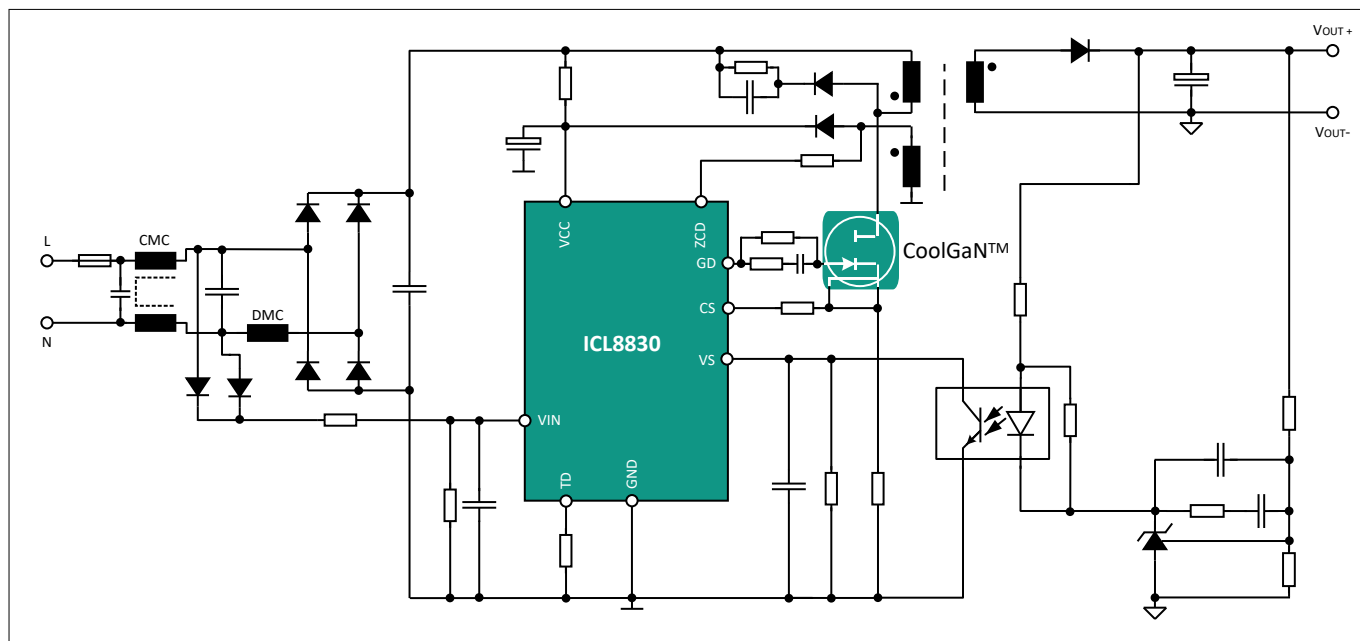 VOUT +
VOUT-
L
CMC
N
DMC
VCC
ZCD
GD
CoolGaN™
CS
ICL8830
VS
VIN
TD
GND